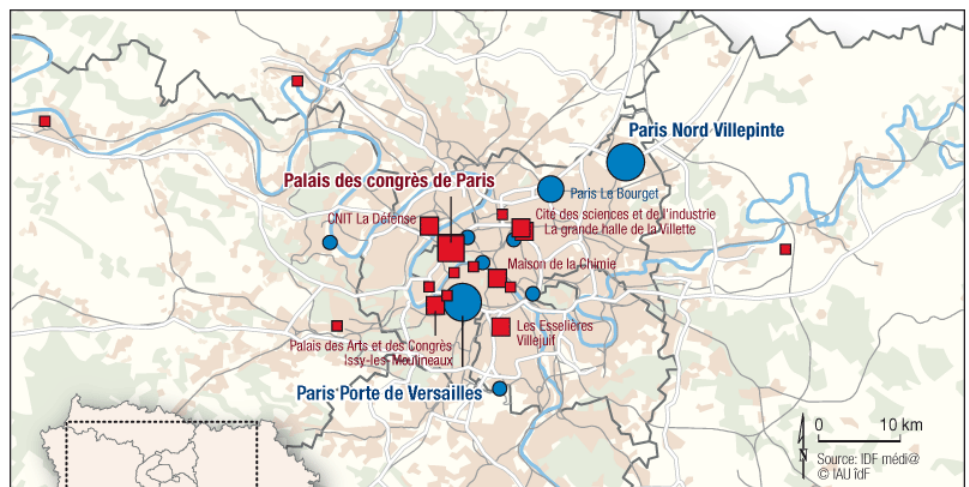 Paris Nord Villepinte
Palais des congrès de Paris
Paris Le Bourget
CNIT La Défense
Cité des sciences et de l'industrie
La grande halle de la Villette
Maison de la Chimie
Les Esselières
Villejuif
Palais des Arts et des Congrès
Issy-les-Moulineaux
Paris Porte de Versailles
0 10 km
N
Source: IDF médi@
© IAU îdF